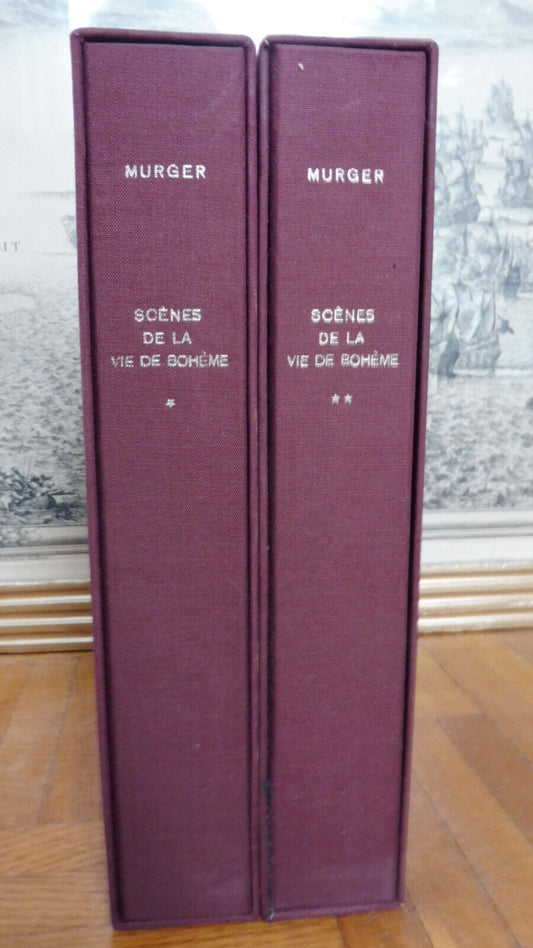 MURGER
SCÈNES
DE LA
VIE DE BOHÈME
*
MURGER
SCÈNES
DE LA
VIE DE BOHÈME
**